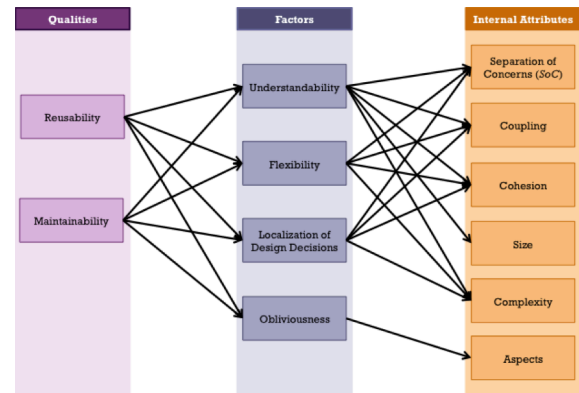 Qualities
Factors
Internal Attributes
Reusability
Maintainability
Understandability
Flexibility
Localization of
Design Decisions
Obliviousness
Separation of
Concerns (SoC)
Coupling
Cohesion
Size
Complexity
Aspects